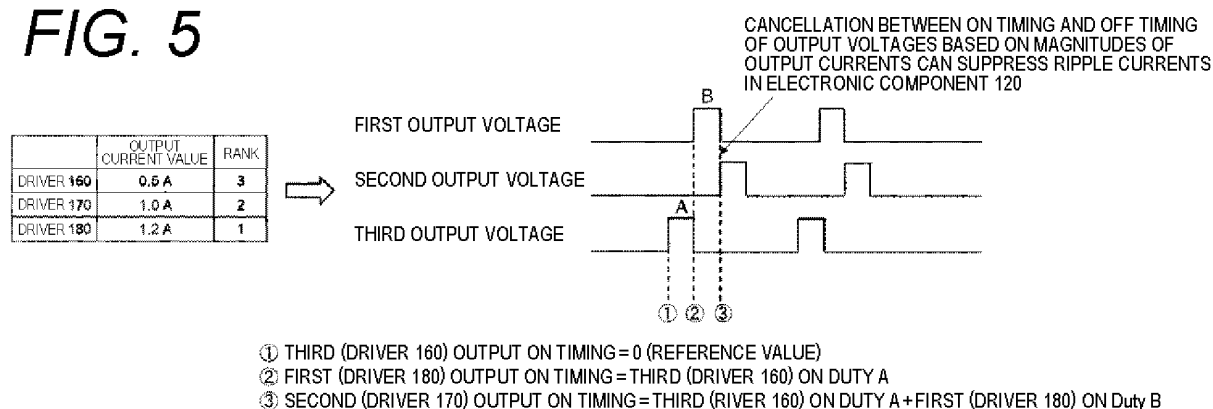 FIG. 5
CANCELLATION BETWEEN ON TIMING AND OFF TIMING
OF OUTPUT VOLTAGES BASED ON MAGNITUDES OF
OUTPUT CURRENTS CAN SUPPRESS RIPPLE CURRENTS
IN ELECTRONIC COMPONENT 120
OUTPUT CURRENT VALUE RANK
DRIVER 160 0.5 A 3
DRIVER 170 1.0 A 2
DRIVER 180 1.2 A 1
FIRST OUTPUT VOLTAGE
B
SECOND OUTPUT VOLTAGE
A
THIRD OUTPUT VOLTAGE
① ② ③
① THIRD (DRIVER 160) OUTPUT ON TIMING=0 (REFERENCE VALUE)
② FIRST (DRIVER 180) OUTPUT ON TIMING=THIRD (DRIVER 160) ON DUTY A
③ SECOND (DRIVER 170) OUTPUT ON TIMING=THIRD (RIVER 160) ON DUTY A+FIRST (DRIVER 180) ON Duty B